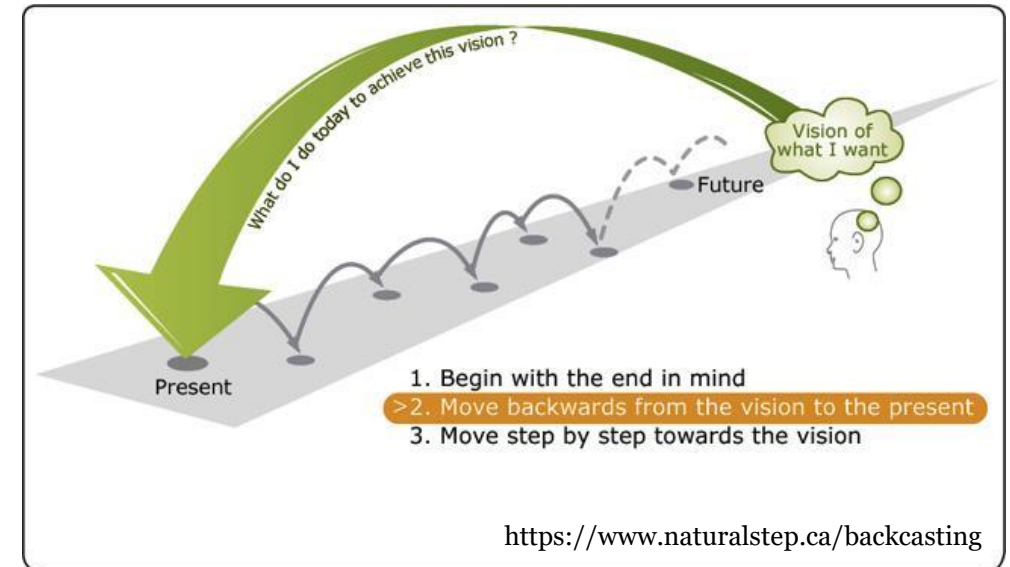 What do I do today to achieve this vision ?
Vision of
what I want
Future
Present
1. Begin with the end in mind
>2. Move backwards from the vision to the present
3. Move step by step towards the vision
https://www.naturalstep.ca/backcasting